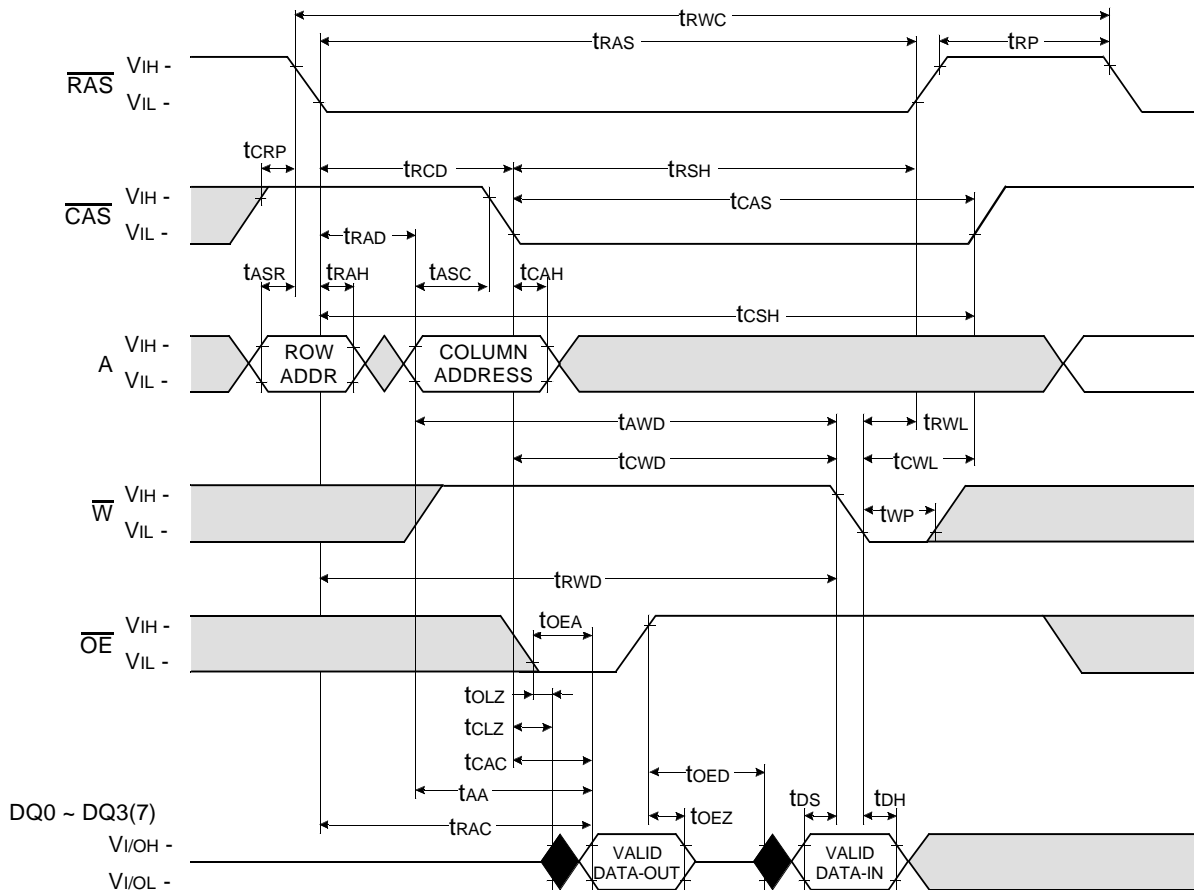 tRWC
tRAS
tRP
RAS
VIH -
VIL -
tCRP
tRCD
tRSH
CAS
VIH -
VIL -
tCAS
tRAD
tASR
tRAH
tASC
tCAH
tCSH
A
VIH -
VIL -
ROW
ADDR
COLUMN
ADDRESS
tAWD
tRWL
tCWD
tCWL
W
VIH -
VIL -
tWP
tRWD
OE
VIH -
VIL -
tOEA
tOLZ
tCLZ
tCAC
tOED
tAA
tDS
tDH
DQ0 ~ DQ3(7)
tRAC
tOEZ
VI/OH -
VI/OL -
VALID
DATA-OUT
VALID
DATA-IN